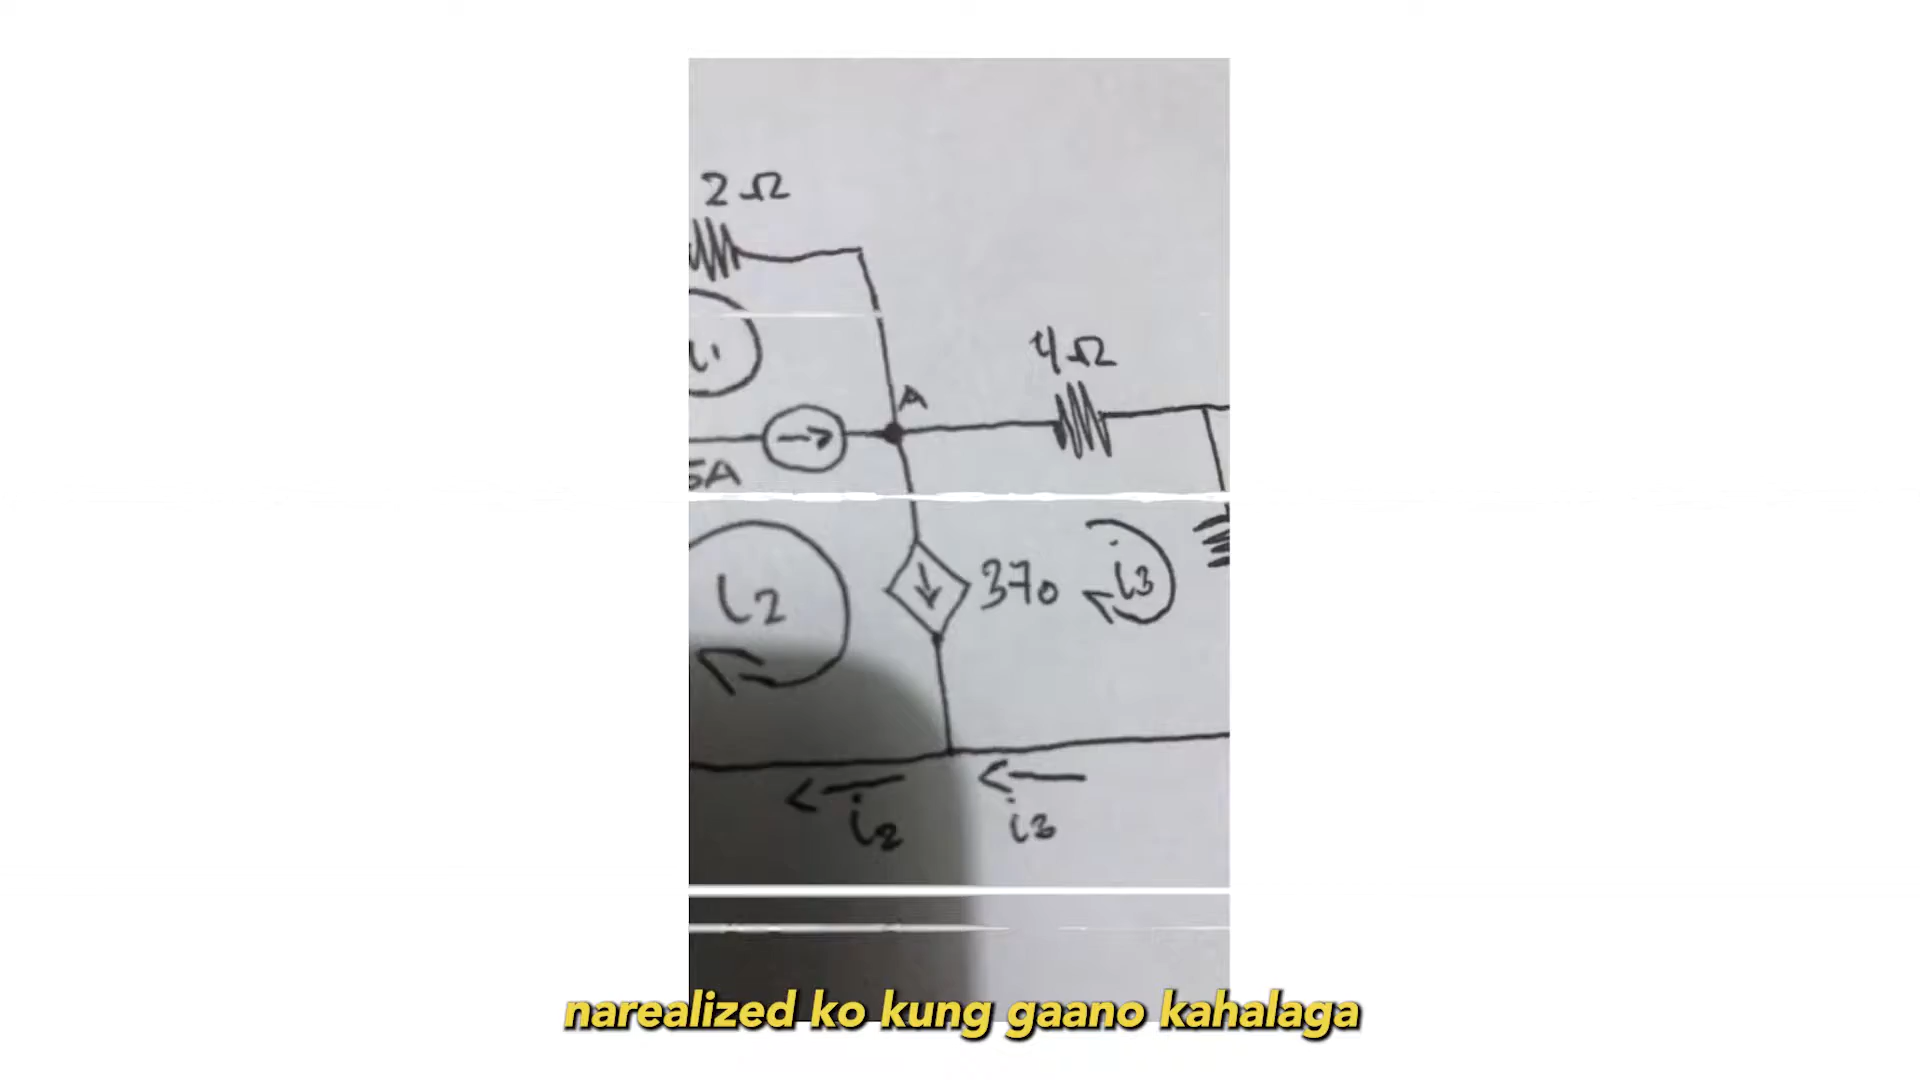 2Ω
i1
4Ω
A
5A
i2
370
i3
i2
i3
narealized ko kung gaano kahalaga